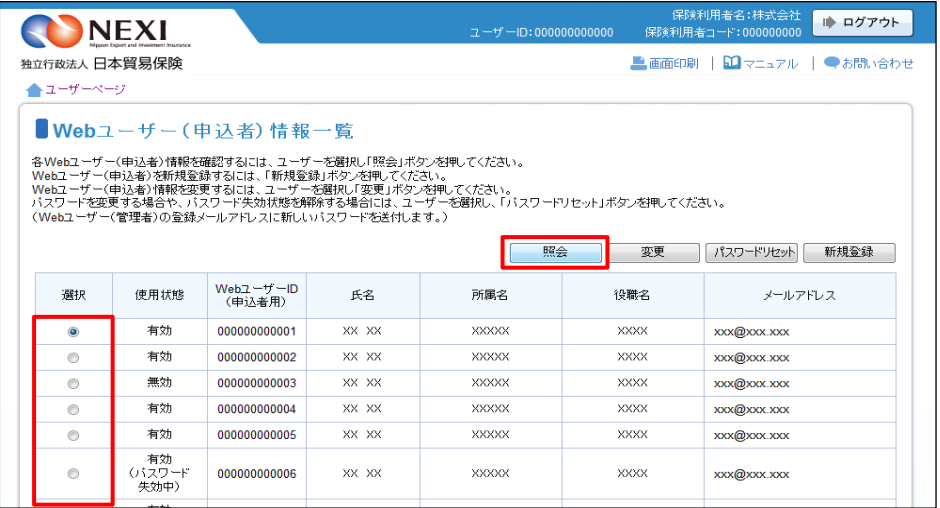 NEXI
Nippon Export and Investment Insurance
独立行政法人 日本貿易保険
ユーザーID:000000000000
保険利用者名:株式会社
保険利用者コード:000000000
ログアウト
画面印刷 | マニュアル | お問い合わせ
ユーザーページ
Webユーザー(申込者)情報一覧
各Webユーザー(申込者)情報を確認するには、ユーザーを選択し「照会」ボタンを押してください。
Webユーザー(申込者)を新規登録するには、「新規登録」ボタンを押してください。
Webユーザー(申込者)情報を変更するには、ユーザーを選択し「変更」ボタンを押してください。
パスワードを変更する場合や、パスワード失効状態を解除する場合には、ユーザーを選択し、「パスワードリセット」ボタンを押してください。
(Webユーザー(管理者)の登録メールアドレスに新しいパスワードを送付します。)
照会 変更 パスワードリセット 新規登録
選択 使用状態 WebユーザーID(申込者用) 氏名 所属名 役職名 メールアドレス
有効 000000000001 XX XX XXXXX XXXX xxx@xxx.xxx
有効 000000000002 XX XX XXXXX XXXX xxx@xxx.xxx
無効 000000000003 XX XX XXXXX XXXX xxx@xxx.xxx
有効 000000000004 XX XX XXXXX XXXX xxx@xxx.xxx
有効 000000000005 XX XX XXXXX XXXX xxx@xxx.xxx
有効(パスワード失効中) 000000000006 XX XX XXXXX XXXX xxx@xxx.xxx